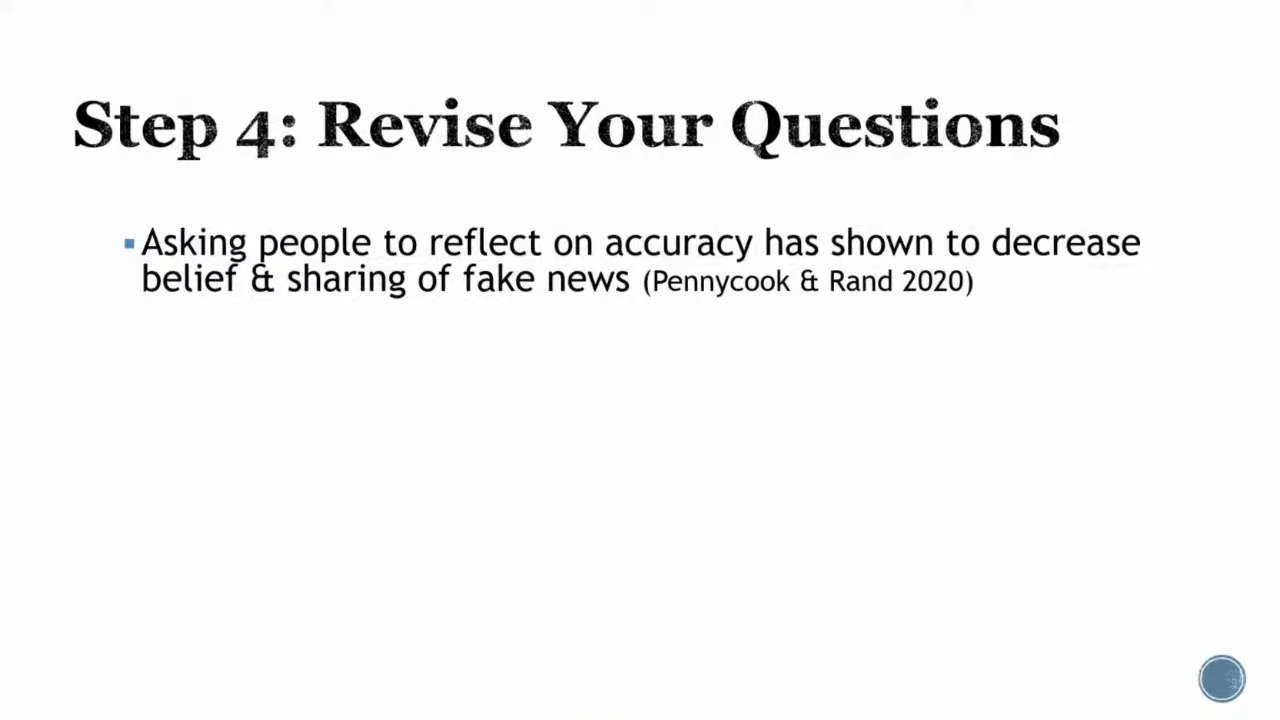 Step 4: Revise Your Questions
Asking people to reflect on accuracy has shown to decrease
belief & sharing of fake news (Pennycook & Rand 2020)